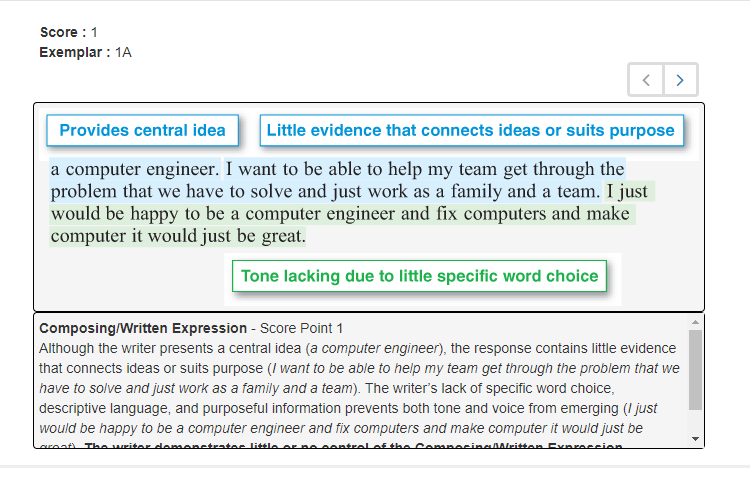 Score : 1
Exemplar : 1A
Provides central idea
Little evidence that connects ideas or suits purpose
a computer engineer. I want to be able to help my team get through the
problem that we have to solve and just work as a family and a team. I just
would be happy to be a computer engineer and fix computers and make
computer it would just be great.
Tone lacking due to little specific word choice
Composing/Written Expression - Score Point 1
Although the writer presents a central idea (a computer engineer), the response contains little evidence
that connects ideas or suits purpose (I want to be able to help my team get through the problem that we
have to solve and just work as a family and a team). The writer's lack of specific word choice,
descriptive language, and purposeful information prevents both tone and voice from emerging (I just
would be happy to be a computer engineer and fix computers and make computer it would just be
great). The writer demonstrates little or no control of the Composing/Written Expression